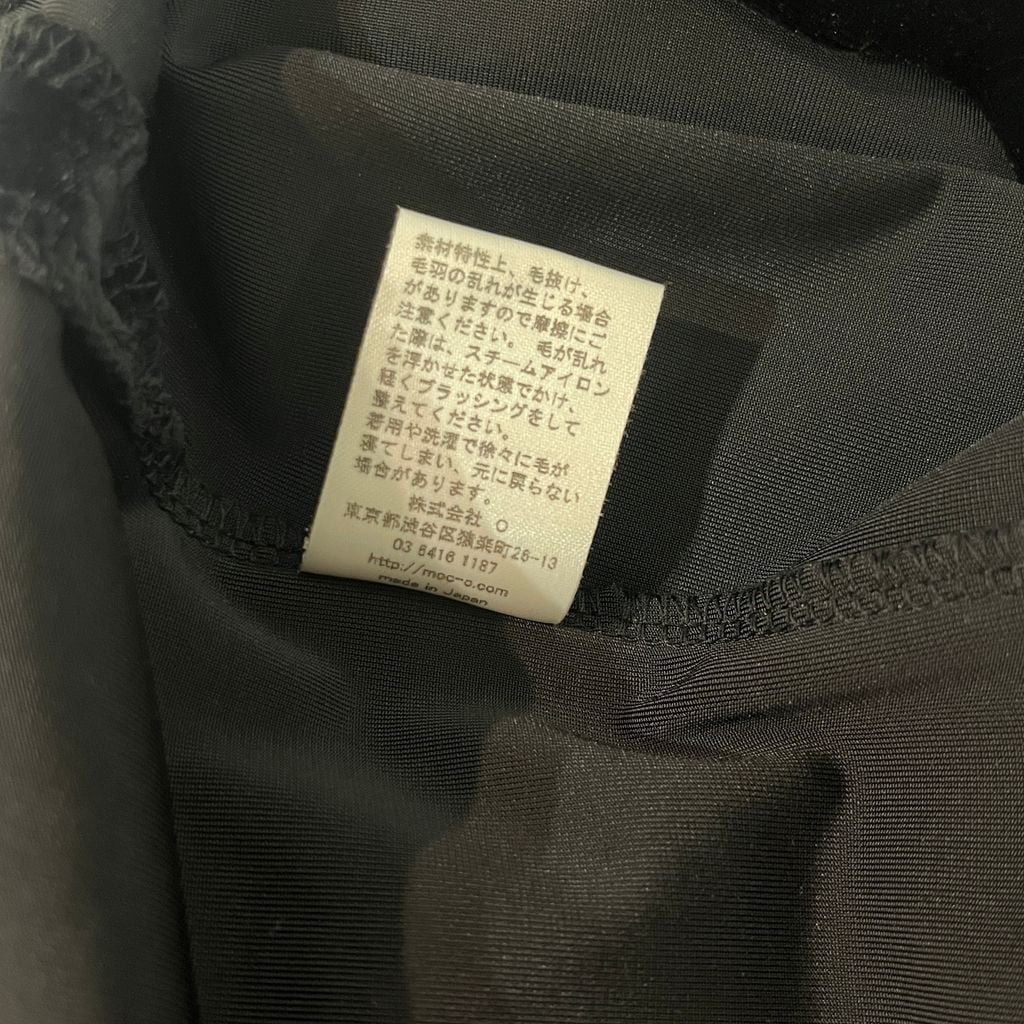 素材特性上、毛抜け、
毛羽の乱れが生じる場合
がありますので摩擦にご
注意ください。 毛が乱れ
た際は、スチームアイロン
を浮かせた状態でかけ、
軽くブラッシングをして
整えてください。
着用や洗濯で徐々に毛が
寝てしまい、元に戻らない
場合があります。
株式会社 O
東京都渋谷区猿楽町26-13
03 6416 1187
http://moc-o.com
made in Japan